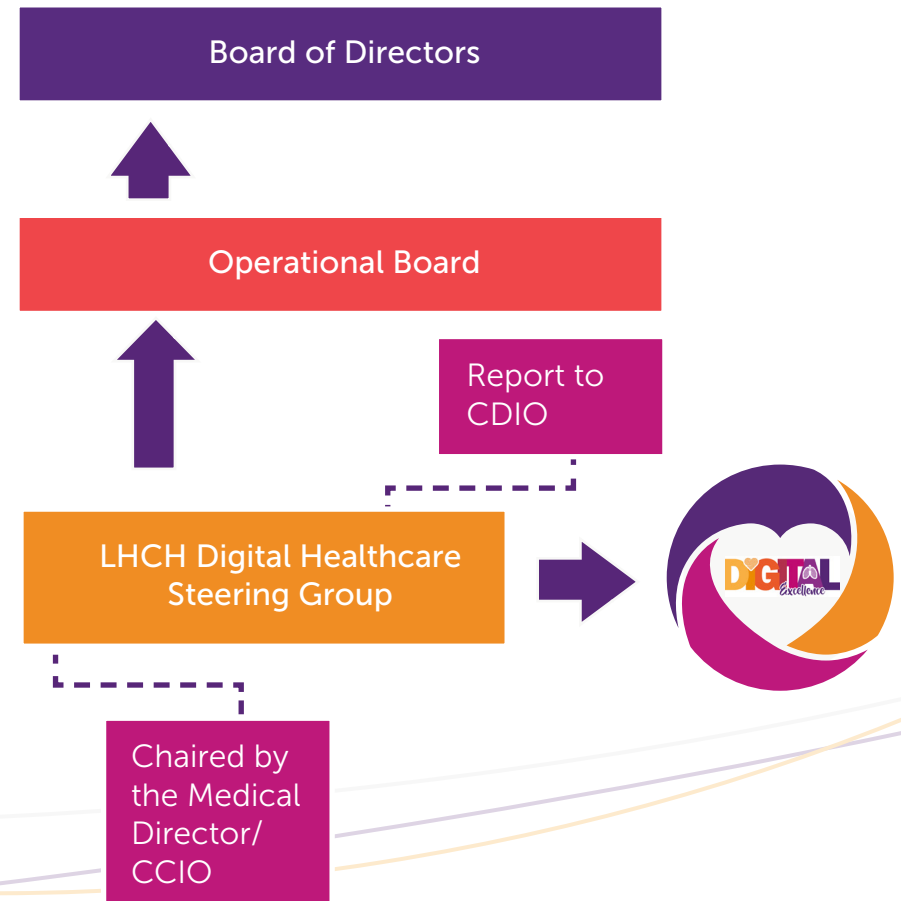 Board of Directors
Operational Board
Report to
CDIO
LHCH Digital Healthcare
Steering Group
DIGITAL
Excellence
Chaired by
the Medical
Director/
CCIO